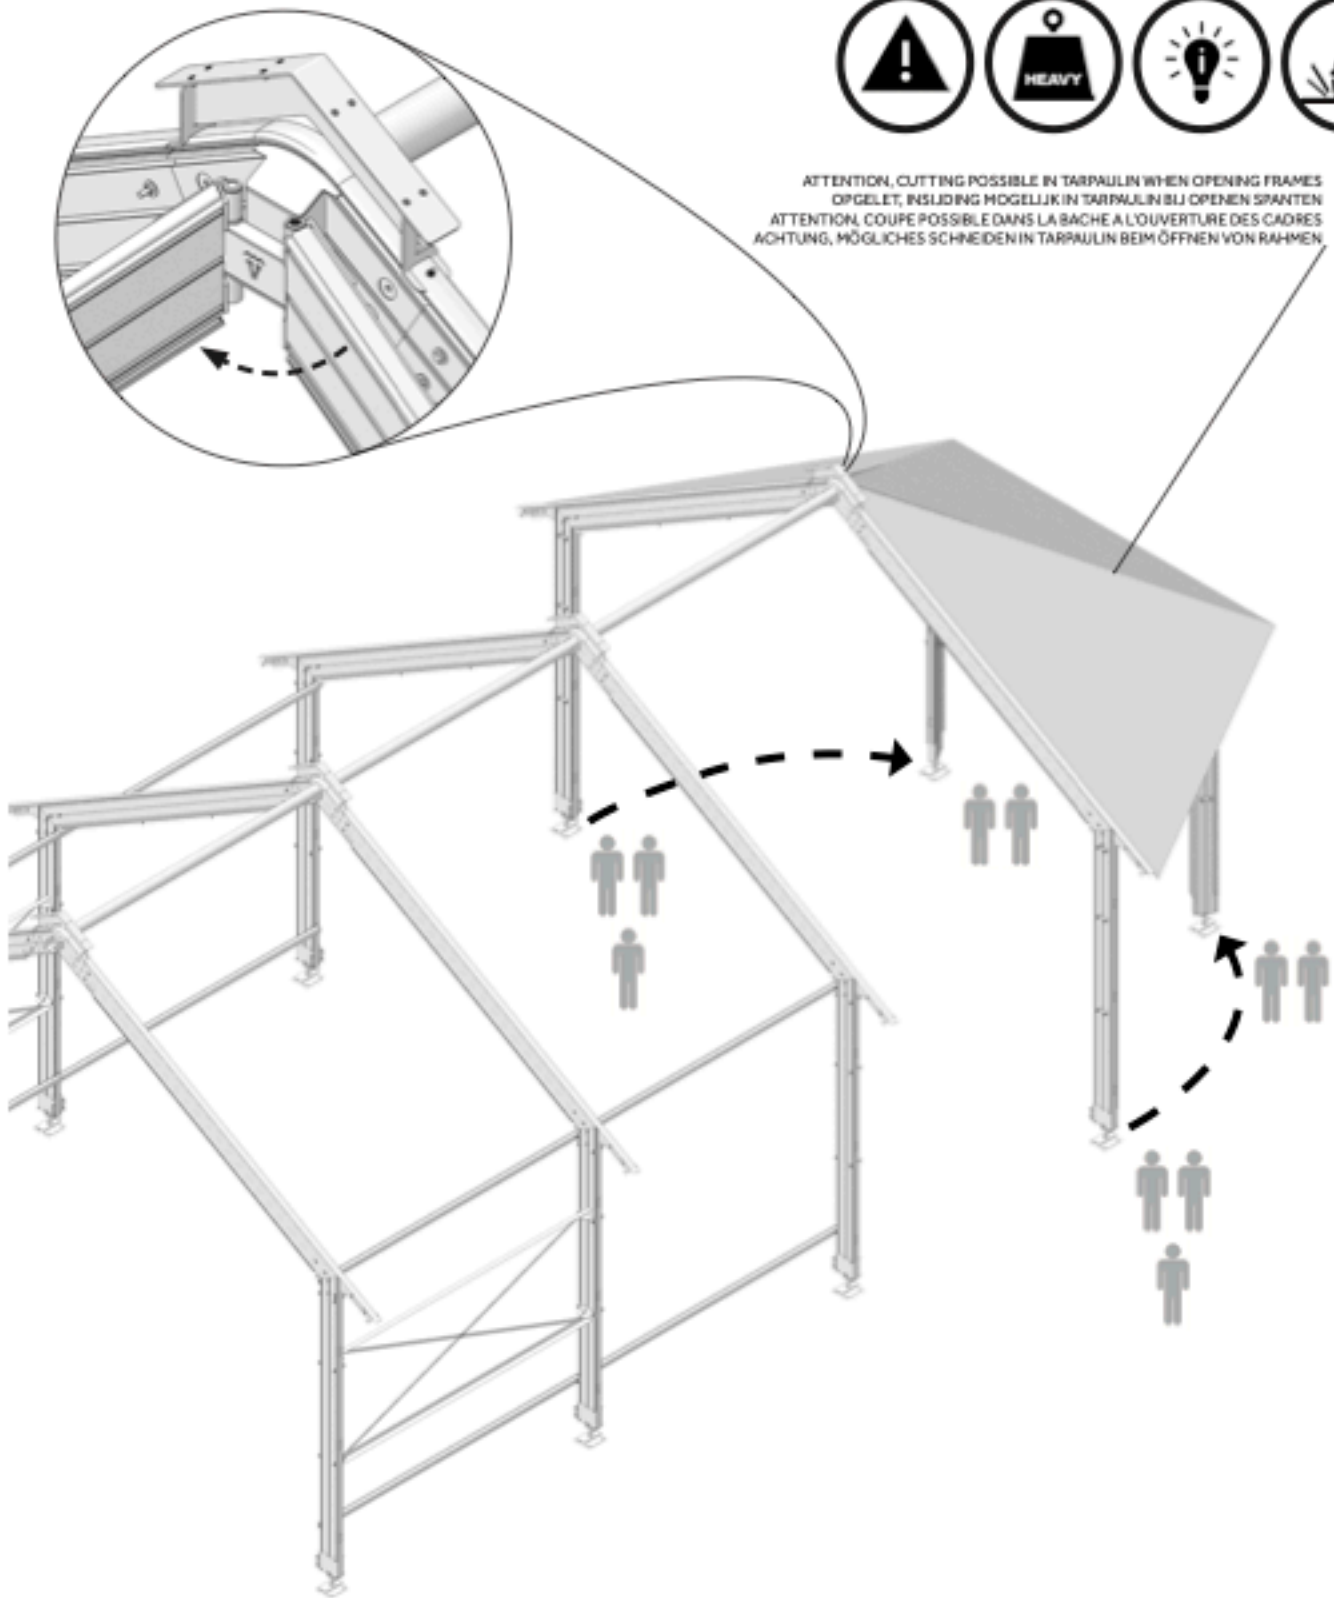 HEAVY
ATTENTION, CUTTING POSSIBLE IN TARPAULIN WHEN OPENING FRAMES
OPGELET, INSIJDING MOGELIJK IN TARPAULIN BIJ OPENEN SPANTEN
ATTENTION, COUPE POSSIBLE DANS LA BACHE A L'OUVERTURE DES CADRES
ACHTUNG, MÖGLICHES SCHNEIDEN IN TARPAULIN BEIM ÖFFNEN VON RAHMEN